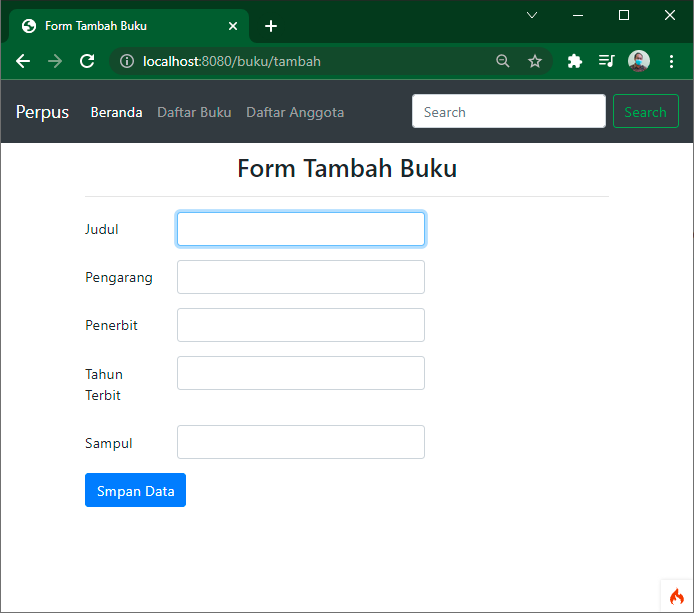 Form Tambah Buku
localhost:8080/buku/tambah
Perpus Beranda Daftar Buku Daftar Anggota Search Search
Form Tambah Buku
Judul
Pengarang
Penerbit
Tahun
Terbit
Sampul
Smpan Data